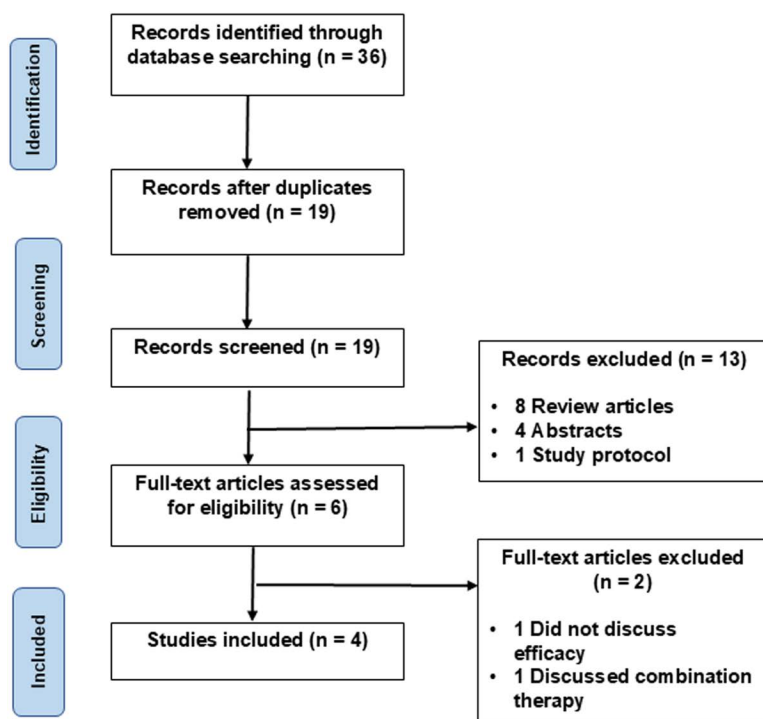 Identification
Records identified through
database searching (n = 36)
Records after duplicates
removed (n = 19)
Screening
Records screened (n = 19)
Records excluded (n = 13)
• 8 Review articles
• 4 Abstracts
• 1 Study protocol
Eligibility
Full-text articles assessed
for eligibility (n = 6)
Full-text articles excluded
(n = 2)
• 1 Did not discuss
efficacy
• 1 Discussed combination
therapy
Included
Studies included (n = 4)